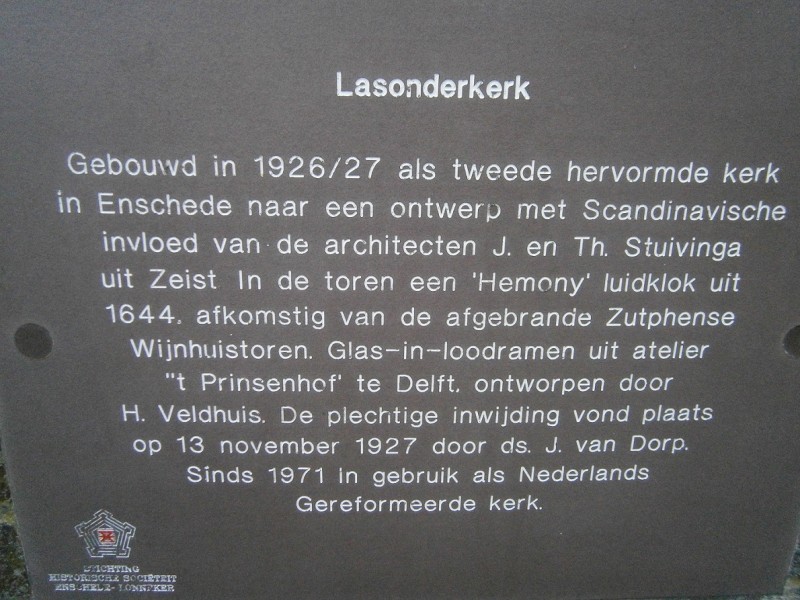 Lasonderkerk
Gebouwd in 1926/27 als tweede hervormde kerk
in Enschede naar een ontwerp met Scandinavische
invloed van de architecten J. en Th. Stuivinga
uit Zeist In de toren een 'Hemony' luidklok uit
1644, afkomstig van de afgebrande Zutphense
Wijnhuistoren. Glas-in-loodramen uit atelier
"t Prinsenhof' te Delft, ontworpen door
H. Veldhuis. De plechtige inwijding vond plaats
op 13 november 1927 door ds. J. van Dorp.
Sinds 1971 in gebruik als Nederlands
Gereformeerde kerk.
STICHTING
HISTORISCHE SOCIËTEIT
ENSCHEDE-LONNEKER